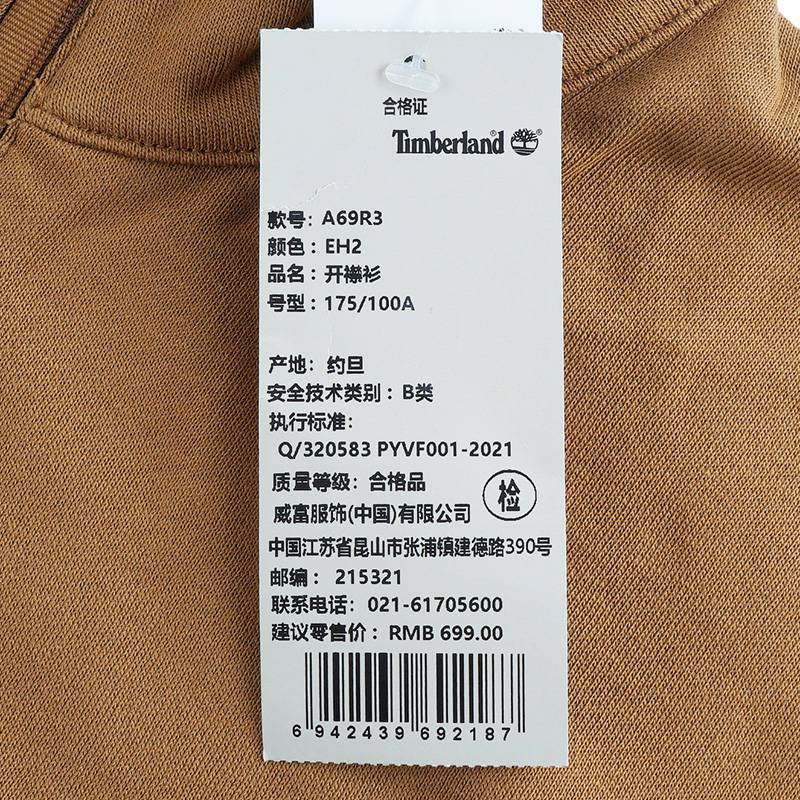 合格证
Timberland®
款号: A69R3
颜色: EH2
品名: 开襟衫
号型: 175/100A
产地: 约旦
安全技术类别: B类
执行标准:
Q/320583 PYVF001-2021
质量等级: 合格品
检
威富服饰(中国)有限公司
中国江苏省昆山市张浦镇建德路390号
邮编: 215321
联系电话: 021-61705600
建议零售价: RMB 699.00
6 942439 692187